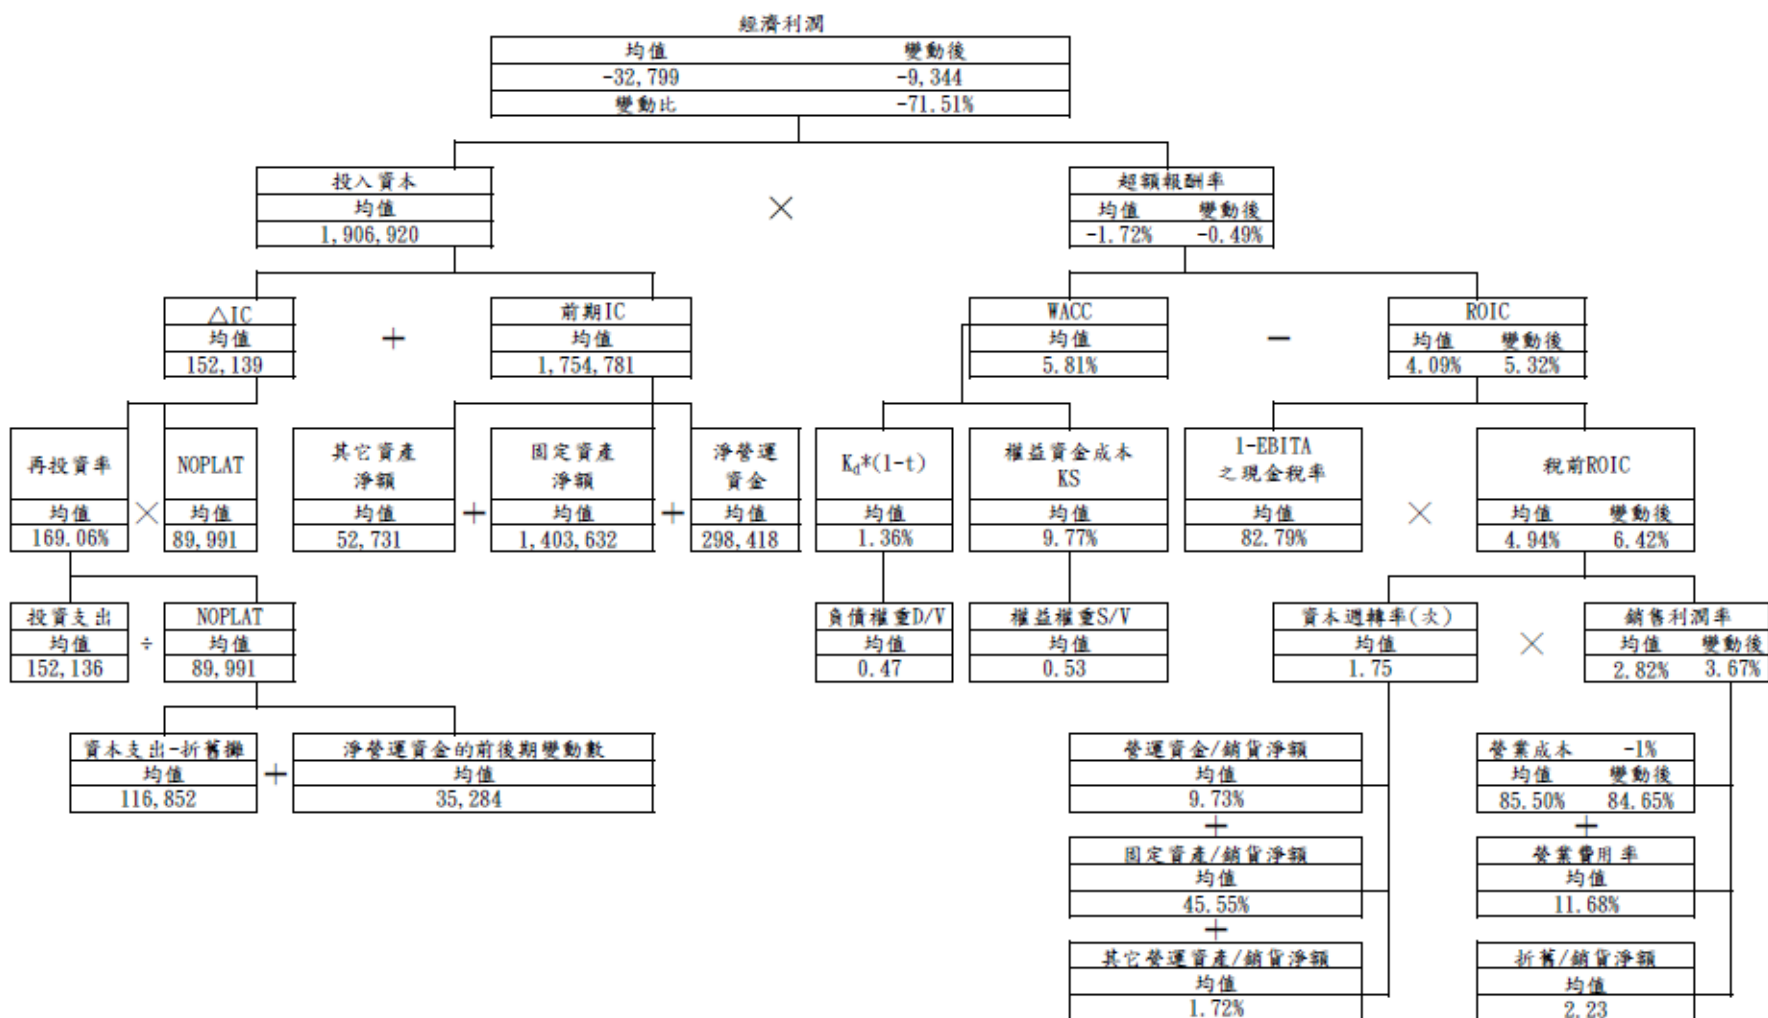 經濟利潤
均值 變動後
-32,799 -9,344
變動比 -71.51%
投入資本
均值
1,906,920
×
超額報酬率
均值 變動後
-1.72% -0.49%
△IC
均值
152,139
+
前期IC
均值
1,754,781
WACC
均值
5.81%
−
ROIC
均值 變動後
4.09% 5.32%
再投資率
均值
169.06%
×
NOPLAT
均值
89,991
其它資產
淨額
均值
52,731
+
固定資產
淨額
均值
1,403,632
+
淨營運
資金
均值
298,418
Kd*(1-t)
均值
1.36%
權益資金成本
KS
均值
9.77%
1-EBITA
之現金稅率
均值
82.79%
×
稅前ROIC
均值 變動後
4.94% 6.42%
投資支出
均值
152,136
÷
NOPLAT
均值
89,991
負債權重D/V
均值
0.47
權益權重S/V
均值
0.53
資本週轉率(次)
均值
1.75
×
銷售利潤率
均值 變動後
2.82% 3.67%
資本支出-折舊攤
均值
116,852
+
淨營運資金的前後期變動數
均值
35,284
營運資金/銷貨淨額
均值
9.73%
+
固定資產/銷貨淨額
均值
45.55%
+
其它營運資產/銷貨淨額
均值
1.72%
營業成本 -1%
均值 變動後
85.50% 84.65%
+
營業費用率
均值
11.68%
折舊/銷貨淨額
均值
2.23